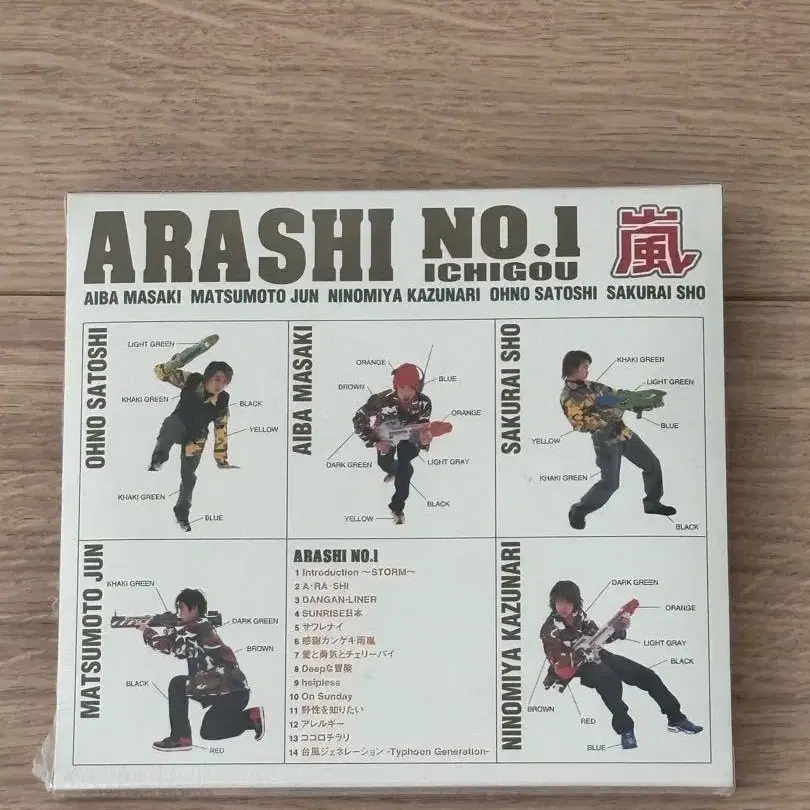 ARASHI NO.1
ICHIGOU
嵐
AIBA MASAKI MATSUMOTO JUN NINOMIYA KAZUNARI OHNO SATOSHI SAKURAI SHO
OHNO SATOSHI
LIGHT GREEN
KHAKI GREEN
BLACK
YELLOW
KHAKI GREEN
BLUE
AIBA MASAKI
ORANGE
BROWN
BLUE
ORANGE
DARK GREEN
LIGHT GRAY
BLACK
YELLOW
SAKURAI SHO
KHAKI GREEN
LIGHT GREEN
BLUE
YELLOW
KHAKI GREEN
BLACK
MATSUMOTO JUN
KHAKI GREEN
DARK GREEN
BROWN
BLACK
RED
ARASHI NO.1
1 Introduction ～STORM～
2 A・RA・SHI
3 DANGAN-LINER
4 SUNRISE日本
5 サワレナイ
6 感謝カンゲキ雨嵐
7 愛と勇気とチェリーパイ
8 Deepな冒険
9 helpless
10 On Sunday
11 野性を知りたい
12 アレルギー
13 ココロチラリ
14 台風ジェネレーション -Typhoon Generation-
NINOMIYA KAZUNARI
DARK GREEN
ORANGE
LIGHT GRAY
BLACK
BROWN
RED
BLUE